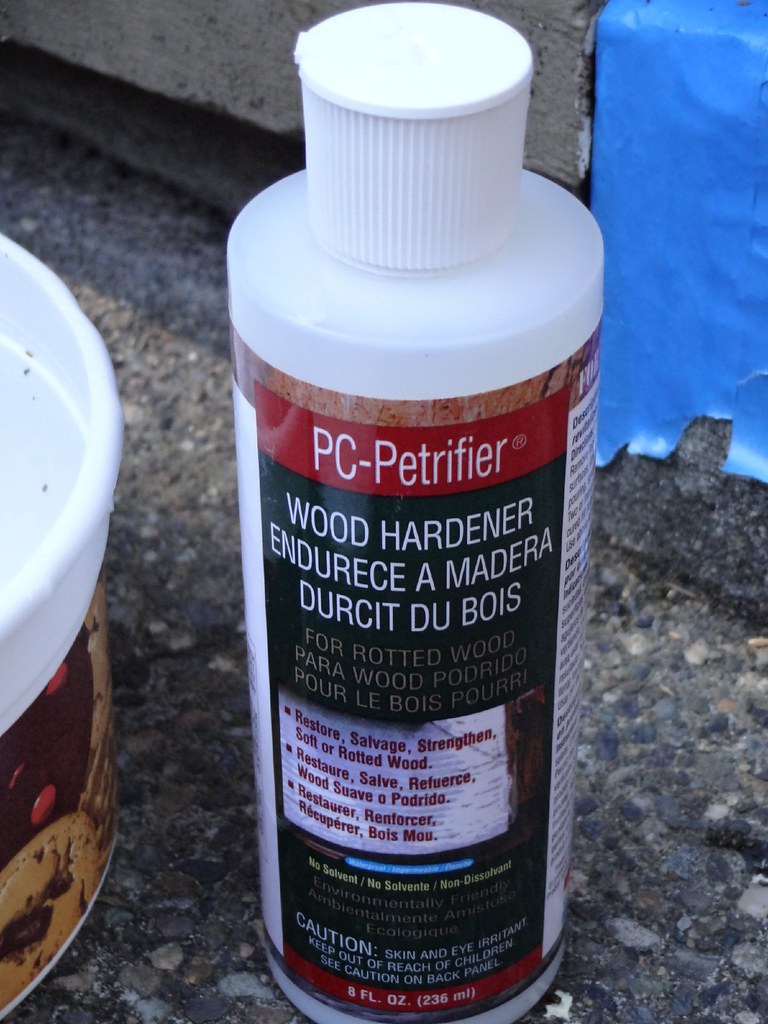 PC-Petrifier®
WOOD HARDENER
ENDURECE A MADERA
DURCIT DU BOIS
FOR ROTTED WOOD
PARA WOOD PODRIDO
POUR LE BOIS POURRI
▪ Restore, Salvage, Strengthen,
Soft or Rotted Wood.
▪ Restaure, Salve, Refuerce,
Wood Suave o Podrido.
▪ Restaurer, Renforcer,
Récupérer, Bois Mou.
Waterproof / Impermeable / Étanche
No Solvent / No Solvente / Non-Dissolvant
Environmentally Friendly
Ambientalmente Amistoso
Ecologique.
CAUTION: SKIN AND EYE IRRITANT.
KEEP OUT OF REACH OF CHILDREN.
SEE CAUTION ON BACK PANEL.
8 FL. OZ. (236 ml)